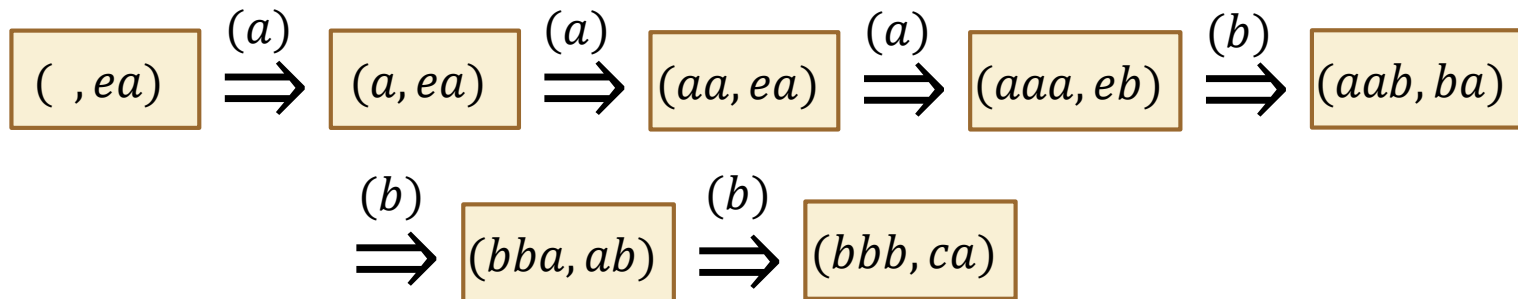 (a) (a) (a) (b)
( , ea) ⇒ (a, ea) ⇒ (aa, ea) ⇒ (aaa, eb) ⇒ (aab, ba)
(b) (b)
⇒ (bba, ab) ⇒ (bbb, ca)